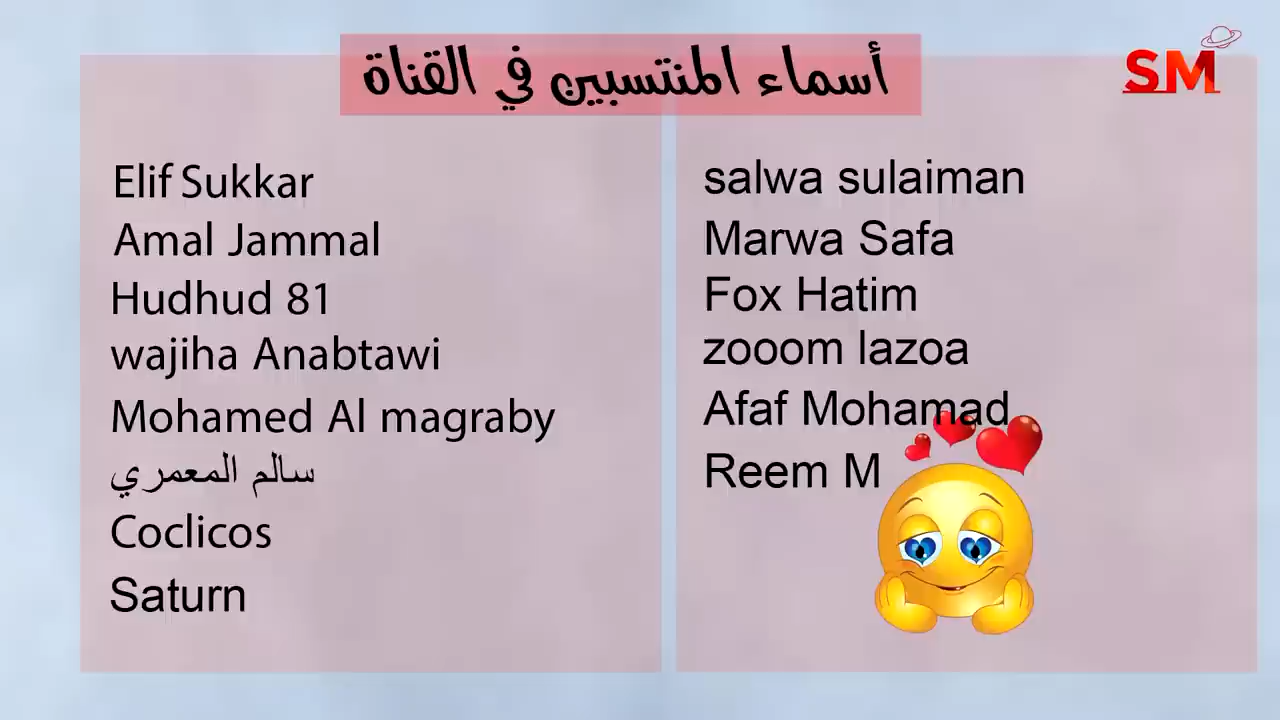 أسماء المنتسبين في القناة
SM
Elif Sukkar
Amal Jammal
Hudhud 81
wajiha Anabtawi
Mohamed Al magraby
سالم المعمري
Coclicos
Saturn
salwa sulaiman
Marwa Safa
Fox Hatim
zooom lazoa
Afaf Mohamad
Reem M